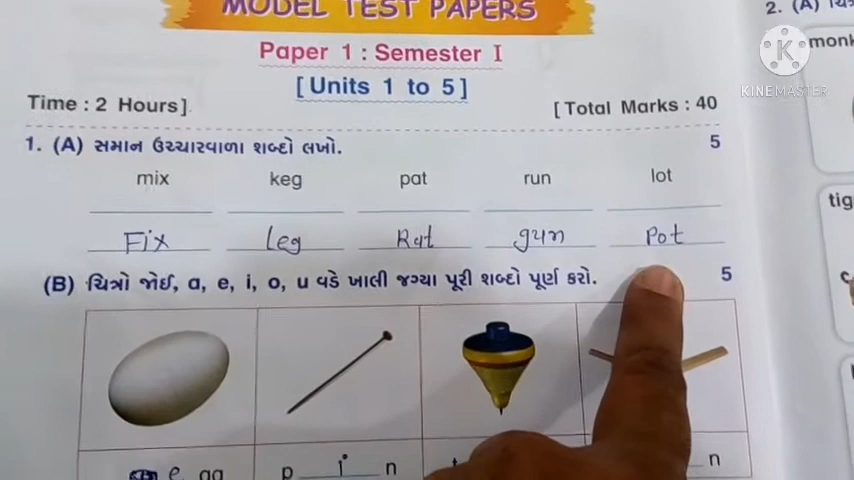 MODEL TEST PAPERS
Paper 1 : Semester I
[Units 1 to 5]
Time : 2 Hours]
[Total Marks : 40
1. (A) સમાન ઉચ્ચારવાળા શબ્દો લખો. 5
mix keg pat run lot
Fix leg Rat gun Pot
(B) ચિત્રો જોઈ, a, e, i, o, u વડે ખાલી જગ્યા પૂરી શબ્દો પૂર્ણ કરો. 5
e gg p i n t n
2. (A)
KINEMASTER
monk
tig